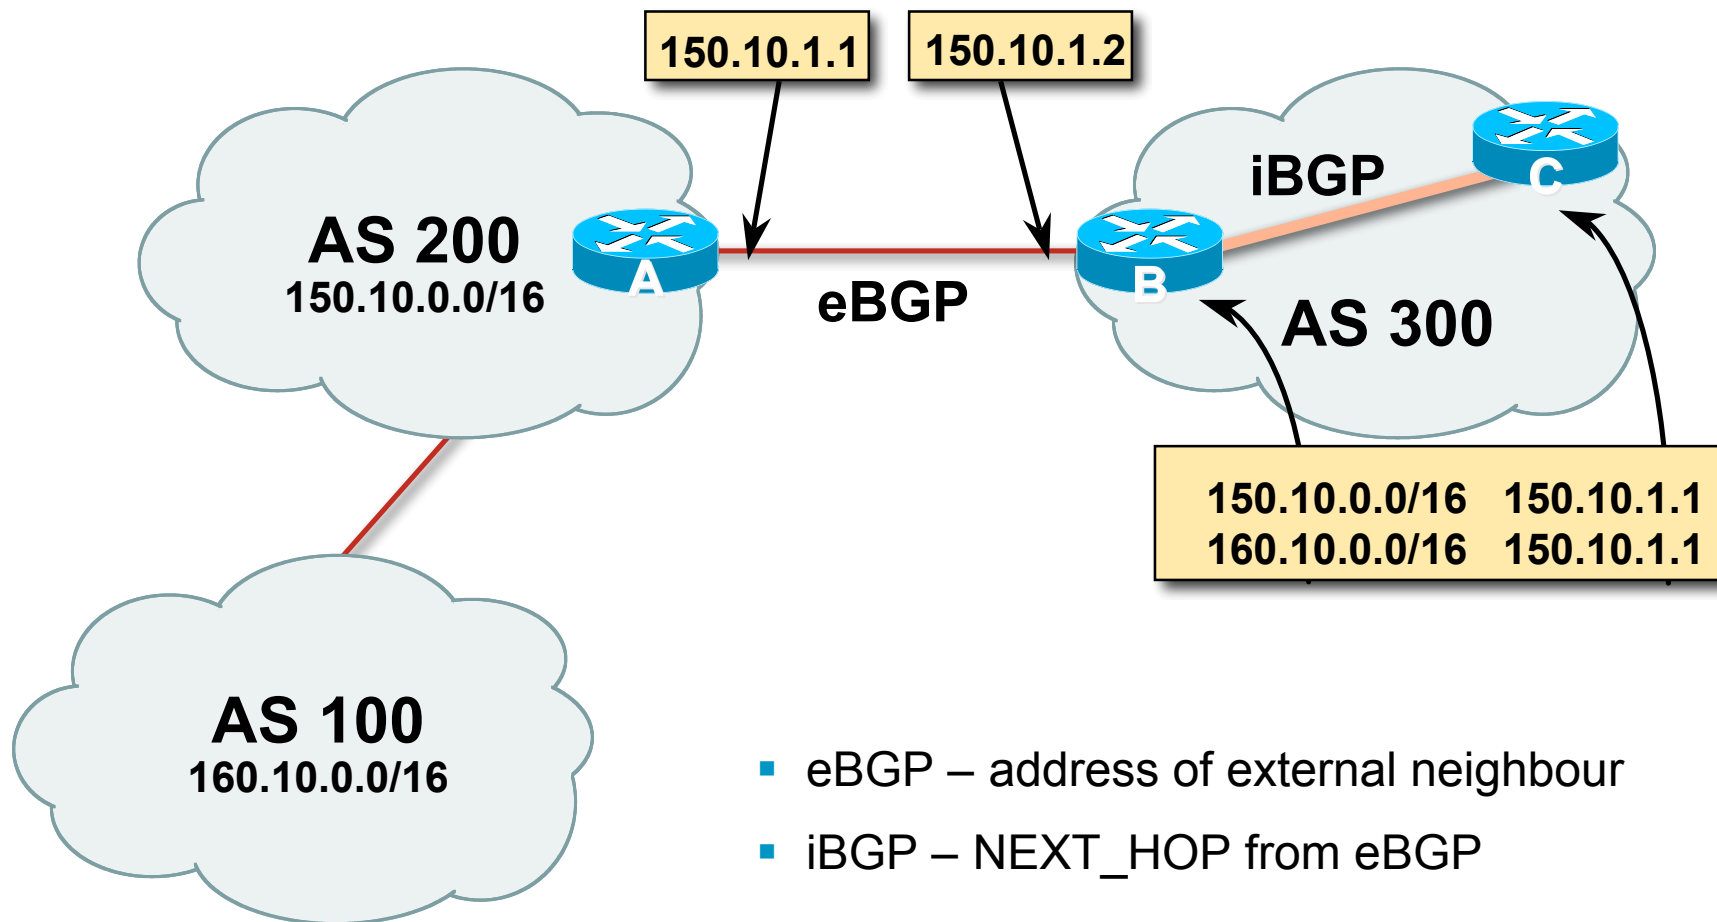 150.10.1.1 150.10.1.2
iBGP
C
AS 200
150.10.0.0/16
A
eBGP
B
AS 300
150.10.0.0/16 150.10.1.1
160.10.0.0/16 150.10.1.1
AS 100
160.10.0.0/16
▪ eBGP – address of external neighbour
▪ iBGP – NEXT_HOP from eBGP